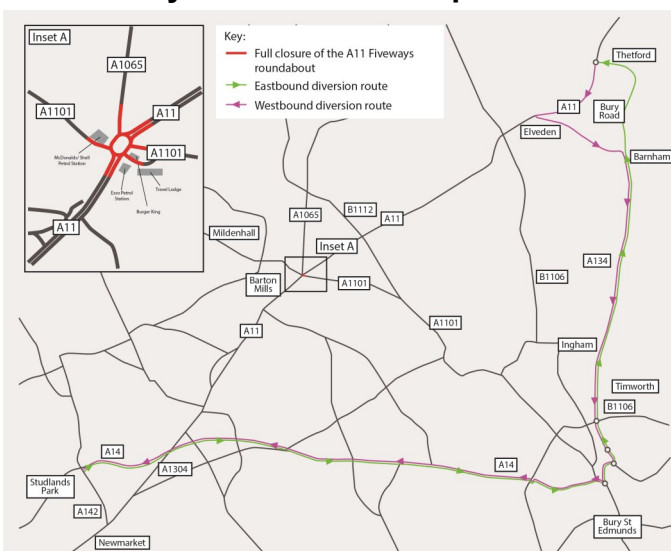 Inset A
A1065
A1101
A11
A1101
McDonalds/ Shell
Petrol Station
Travel Lodge
Esso Petrol
Station
Burger King
A11
Key:
Full closure of the A11 Fiveways
roundabout
Eastbound diversion route
Westbound diversion route
Thetford
A11
Bury
Road
Elveden
Barnham
A1065
B1112
A11
Mildenhall
Inset A
Barton
Mills
A1101
B1106
A134
A11
A1101
Ingham
Timworth
B1106
A14
A1304
A14
Studlands
Park
A142
Newmarket
Bury St
Edmunds